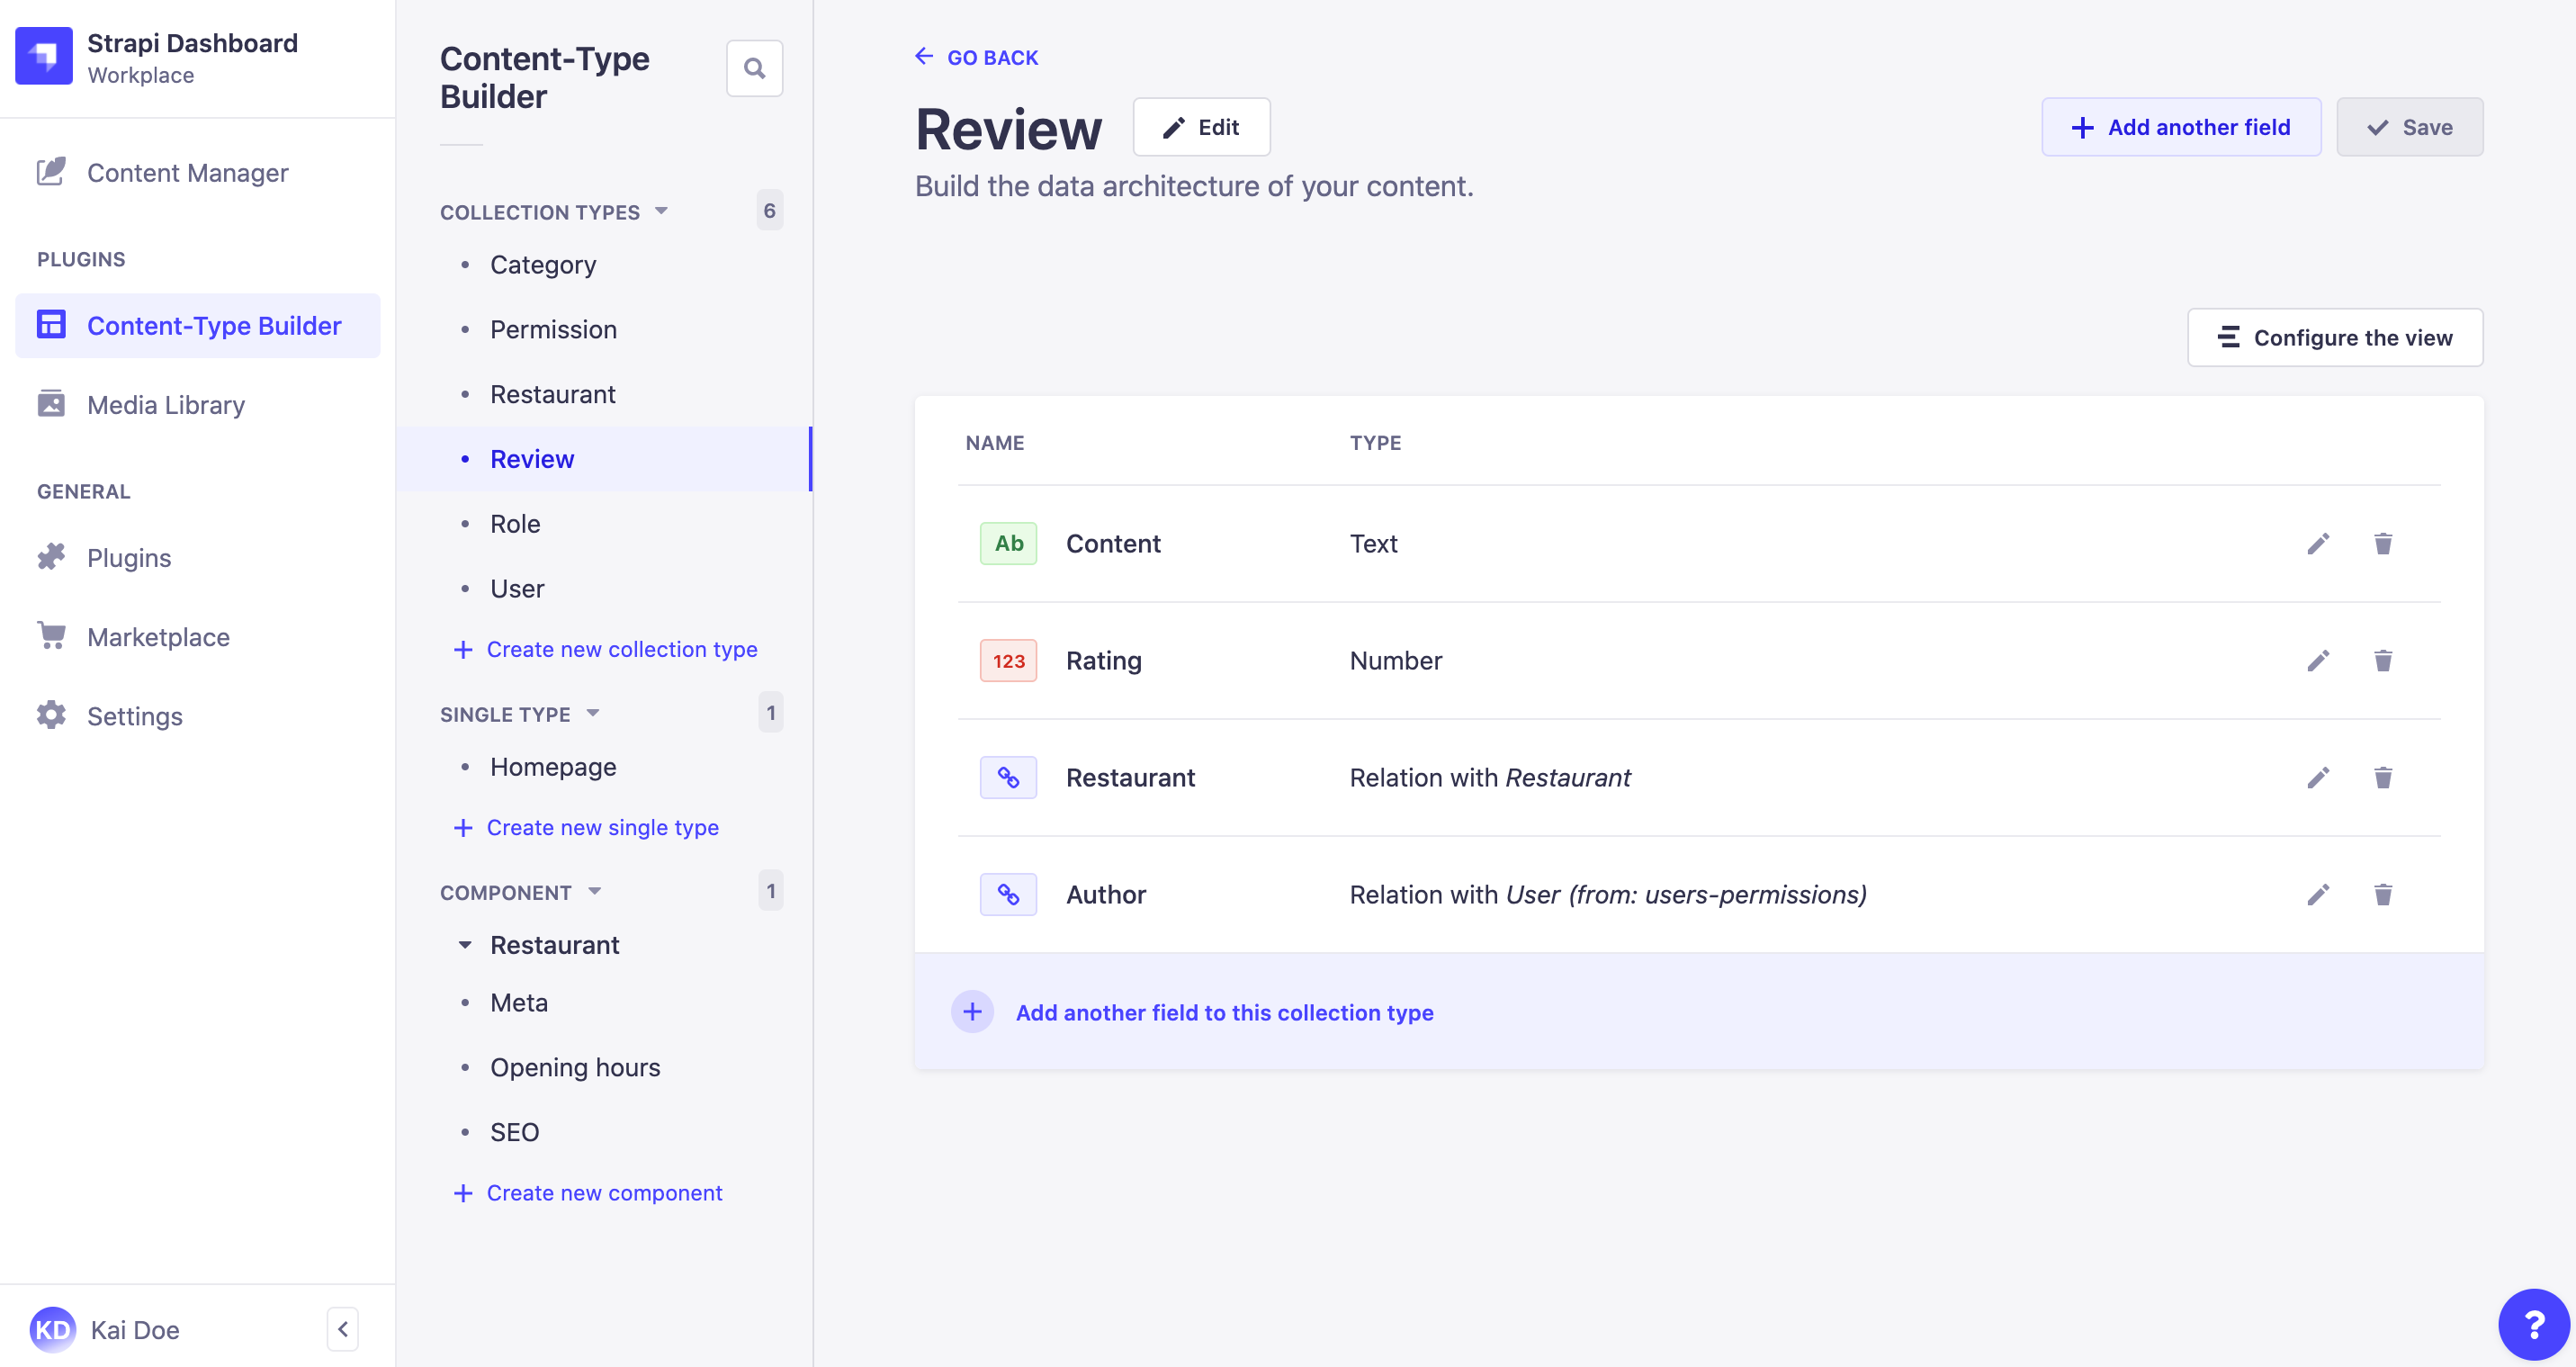 Strapi Dashboard
Workplace
Content Manager
PLUGINS
Content-Type Builder
Media Library
GENERAL
Plugins
Marketplace
Settings
KD Kai Doe
Content-Type
Builder
COLLECTION TYPES 6
Category
Permission
Restaurant
Review
Role
User
Create new collection type
SINGLE TYPE 1
Homepage
Create new single type
COMPONENT 1
Restaurant
Meta
Opening hours
SEO
Create new component
GO BACK
Review Edit Add another field Save
Build the data architecture of your content.
Configure the view
NAME TYPE
Ab Content Text
123 Rating Number
Restaurant Relation with Restaurant
Author Relation with User (from: users-permissions)
Add another field to this collection type
?